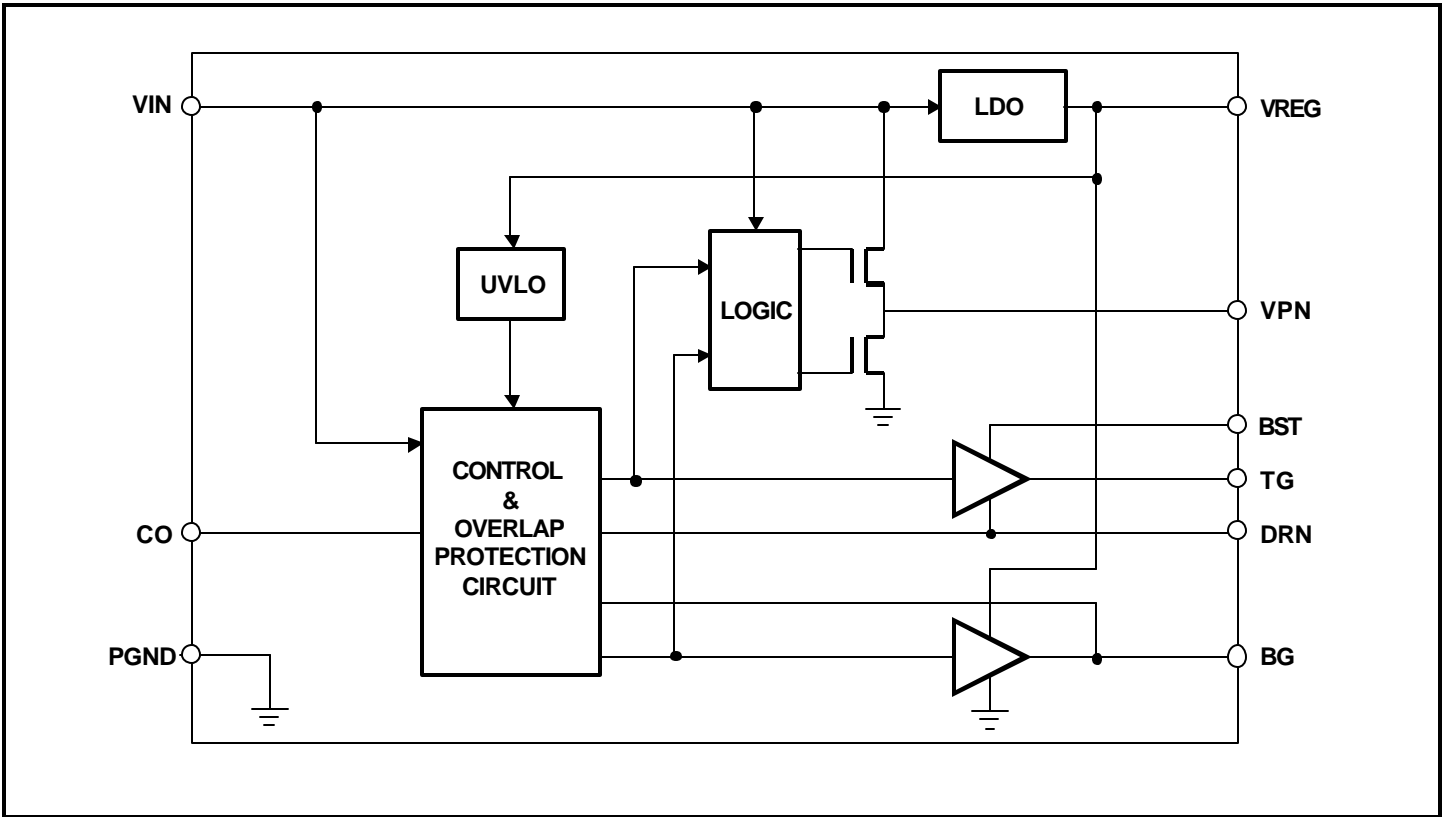 VIN
LDO
VREG
UVLO
LOGIC
VPN
BST
CONTROL
&
OVERLAP
PROTECTION
CIRCUIT
TG
CO
DRN
PGND
BG